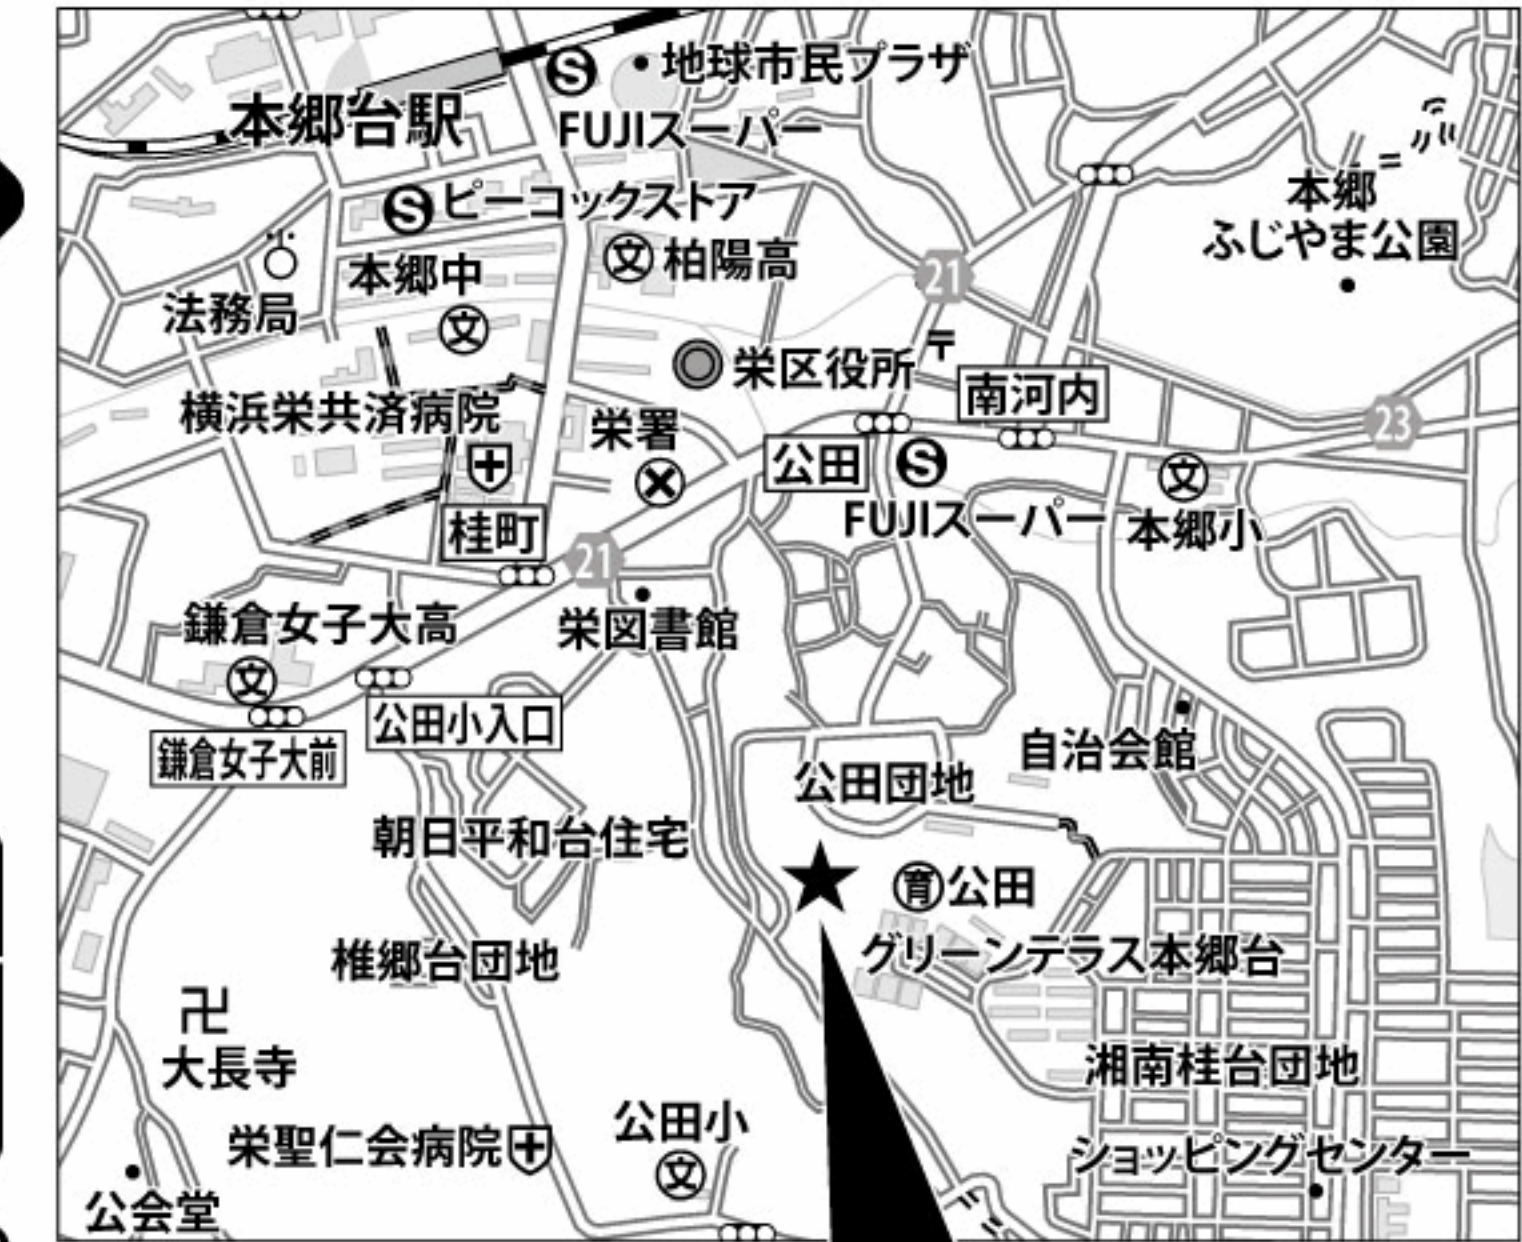 地球市民プラザ
S
本郷台駅
FUJIスーパー
S
ピーコックストア
本郷
ふじやま公園
文
柏陽高
本郷中
文
法務局
21
〒
栄区役所
南河内
横浜栄共済病院
栄署
23
公田
S
FUJIスーパー
文
本郷小
桂町
21
鎌倉女子大高
文
栄図書館
公田小入口
鎌倉女子大前
自治会館
公田団地
朝日平和台住宅
育
公田
グリーンテラス本郷台
椎郷台団地
卍
大長寺
湘南桂台団地
公田小
文
栄聖仁会病院
ショッピングセンター
公会堂